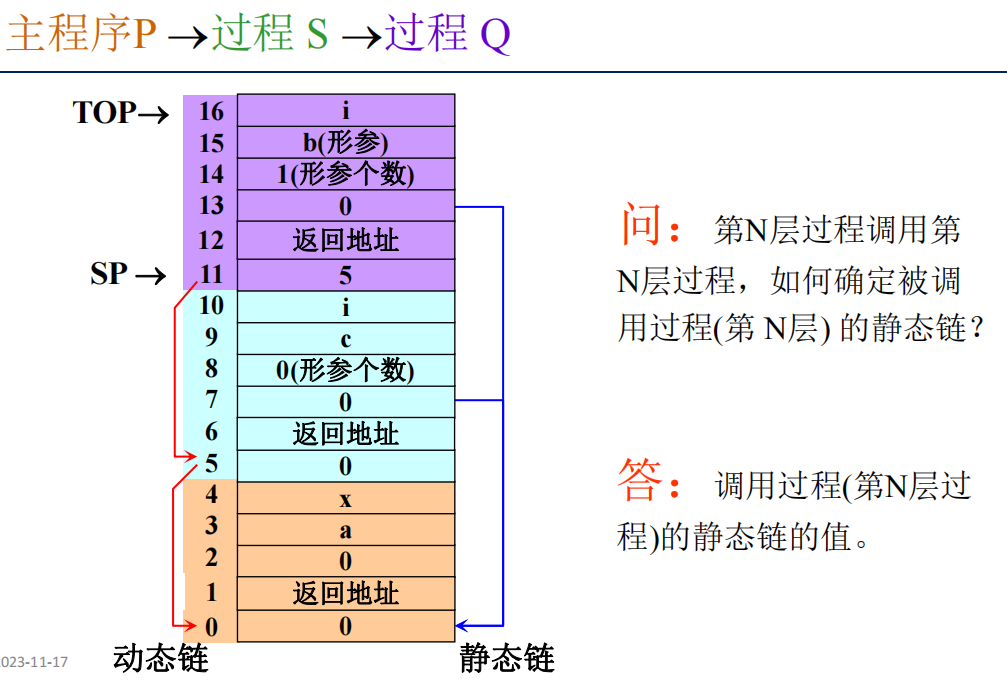 主程序P →过程 S →过程 Q
TOP→ 16 i
15 b(形参)
14 1(形参个数)
13 0
12 返回地址
SP → 11 5
10 i
9 c
8 0(形参个数)
7 0
6 返回地址
5 0
4 x
3 a
2 0
1 返回地址
0 0
动态链
静态链
问：第N层过程调用第
N层过程，如何确定被调
用过程(第 N层) 的静态链？
答：调用过程(第N层过
程)的静态链的值。
023-11-17